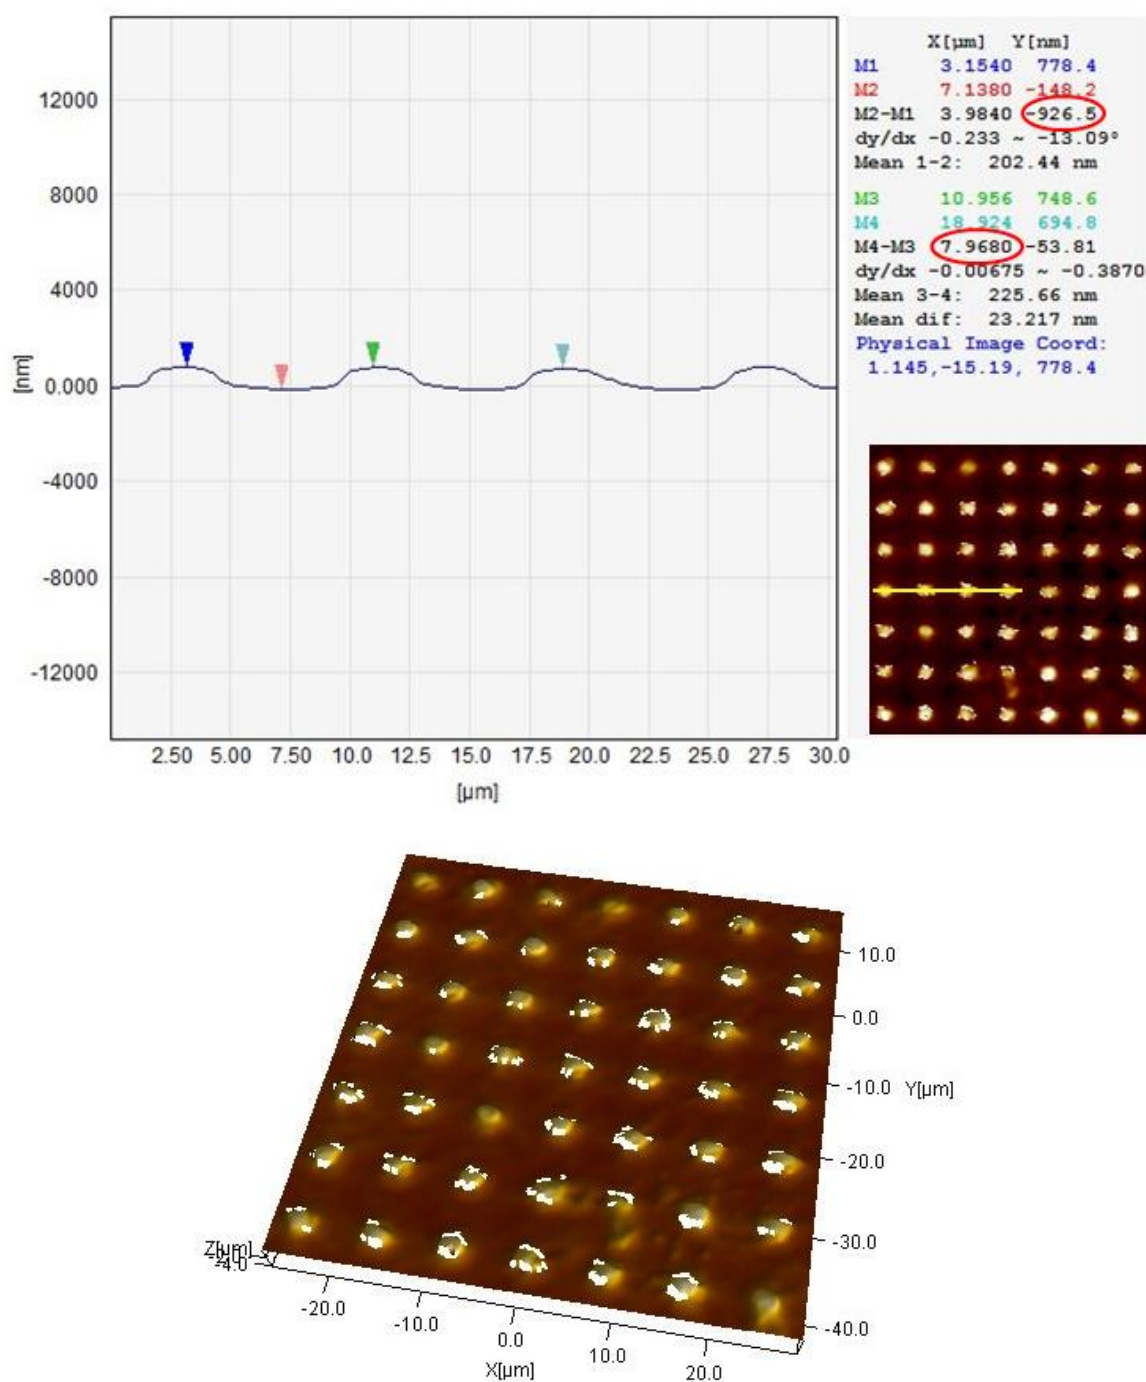 X[µm] Y[nm]
M1 3.1540 778.4
M2 7.1380 -148.2
M2-M1 3.9840 -926.5
dy/dx -0.233 ~ -13.09°
Mean 1-2: 202.44 nm
M3 10.956 748.6
M4 18.924 694.8
M4-M3 7.9680 -53.81
dy/dx -0.00675 ~ -0.3870
Mean 3-4: 225.66 nm
Mean dif: 23.217 nm
Physical Image Coord:
1.145,-15.19, 778.4
12000
8000
4000
[nm]
0.000
-4000
-8000
-12000
2.50 5.00 7.50 10.0 12.5 15.0 17.5 20.0 22.5 25.0 27.5 30.0
[µm]
10.0
0.0
-10.0 Y[µm]
-20.0
-30.0
-40.0
Z[µm]
-4.0
-20.0
-10.0
0.0
10.0
20.0
X[µm]